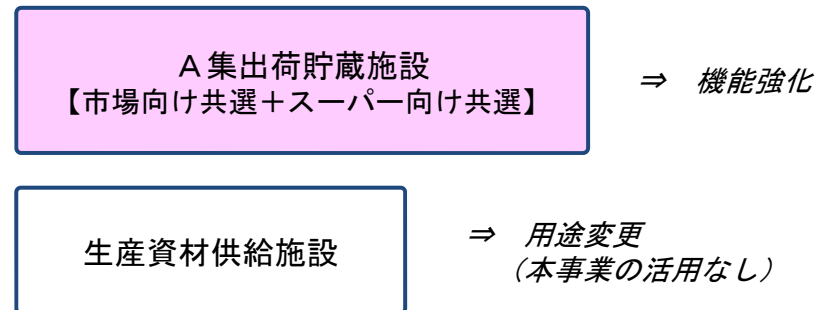 A集出荷貯蔵施設
【市場向け共選+スーパー向け共選】
⇒ 機能強化
生産資材供給施設
⇒ 用途変更
(本事業の活用なし)